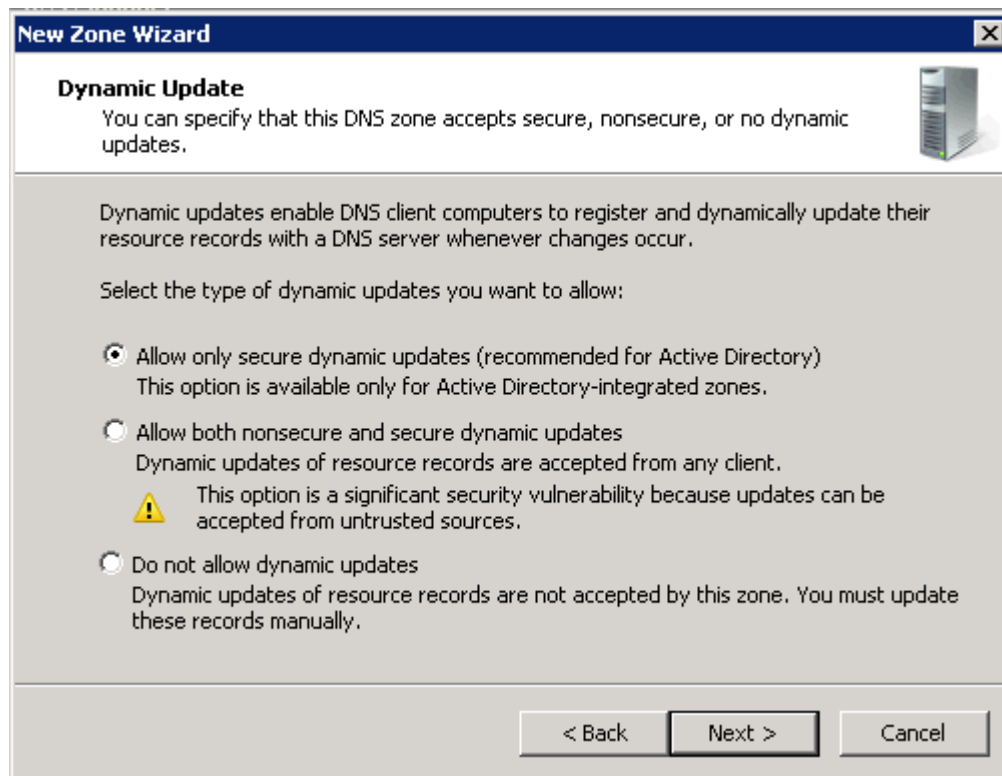 New Zone Wizard
Dynamic Update
You can specify that this DNS zone accepts secure, nonsecure, or no dynamic
updates.
Dynamic updates enable DNS client computers to register and dynamically update their
resource records with a DNS server whenever changes occur.
Select the type of dynamic updates you want to allow:
Allow only secure dynamic updates (recommended for Active Directory)
This option is available only for Active Directory-integrated zones.
Allow both nonsecure and secure dynamic updates
Dynamic updates of resource records are accepted from any client.
This option is a significant security vulnerability because updates can be
accepted from untrusted sources.
Do not allow dynamic updates
Dynamic updates of resource records are not accepted by this zone. You must update
these records manually.
< Back Next > Cancel